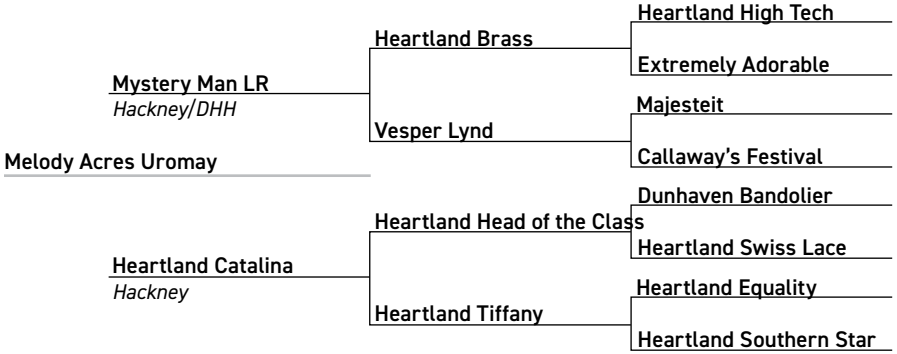 Heartland High Tech
Heartland Brass
Extremely Adorable
Mystery Man LR
Hackney/DHH
Majesteit
Vesper Lynd
Callaway's Festival
Melody Acres Uromay
Dunhaven Bandolier
Heartland Head of the Class
Heartland Swiss Lace
Heartland Catalina
Hackney
Heartland Equality
Heartland Tiffany
Heartland Southern Star